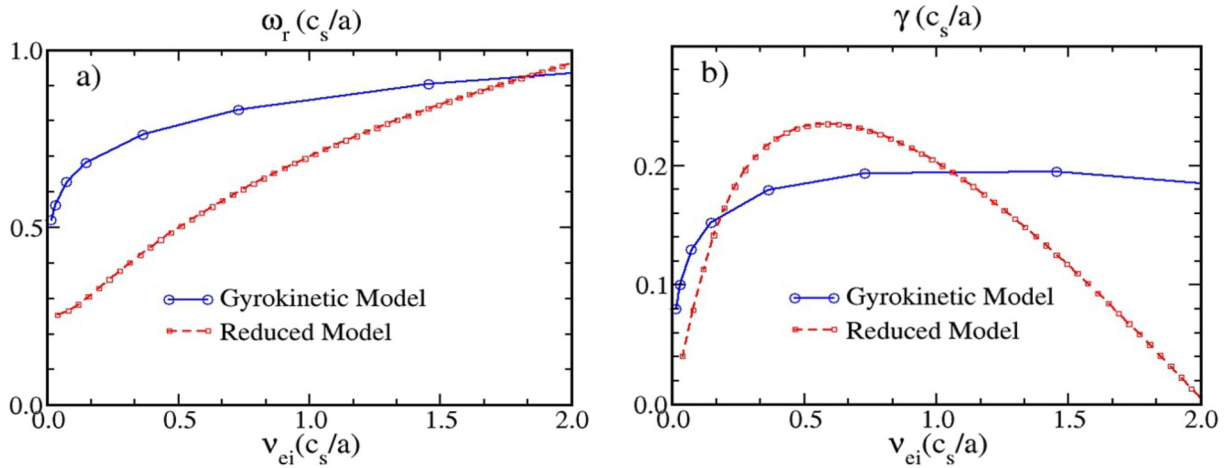 ω_r (c_s/a)
1.0
a)
0.5
Gyrokinetic Model
Reduced Model
0.0
0.0 0.5 1.0 1.5 2.0
ν_ei(c_s/a)
γ (c_s/a)
b)
0.2
0.1
Gyrokinetic Model
Reduced Model
0.0
0.0 0.5 1.0 1.5 2.0
ν_ei(c_s/a)